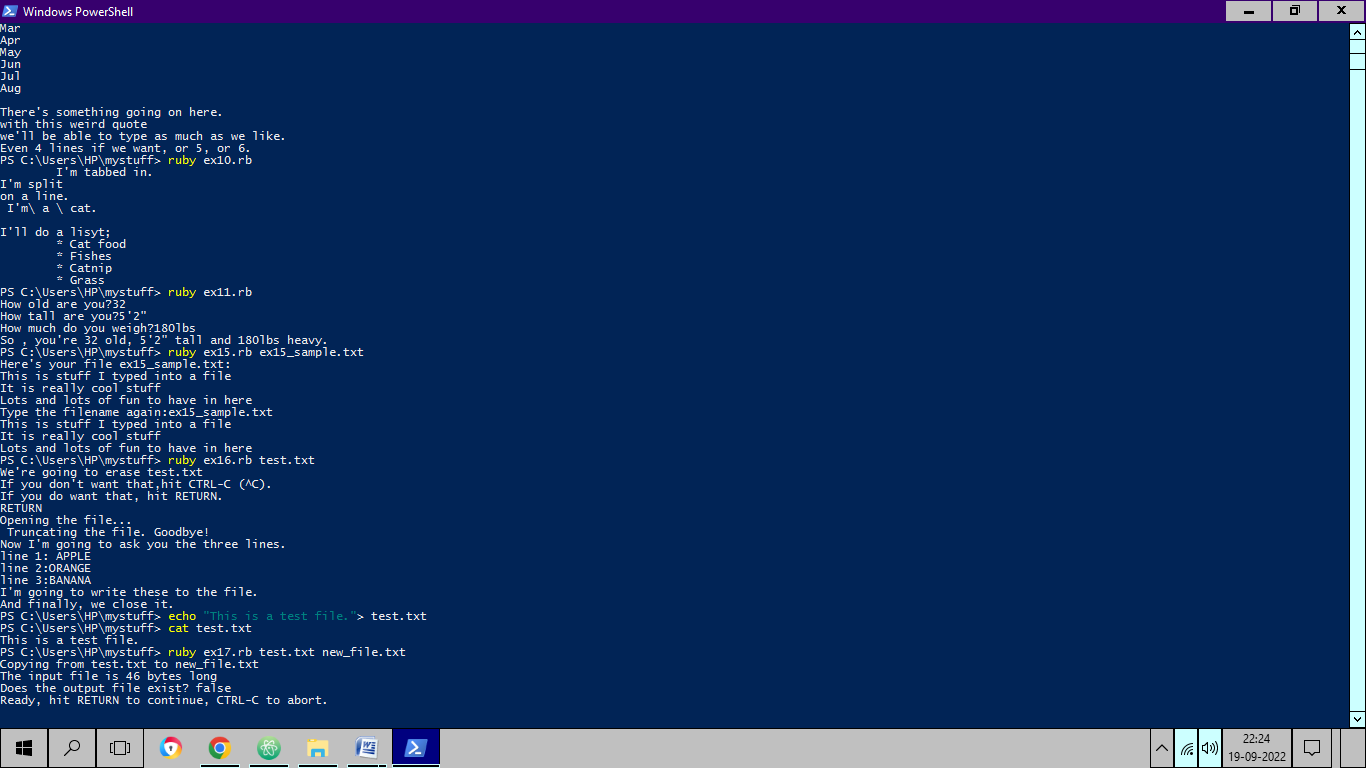 Windows PowerShell
Mar
Apr
May
Jun
Jul
Aug
There's something going on here.
with this weird quote
we'll be able to type as much as we like.
Even 4 lines if we want, or 5, or 6.
PS C:\Users\HP\mystuff> ruby ex10.rb
I'm tabbed in.
I'm split
on a line.
I'm\ a \ cat.
I'll do a lisyt;
* Cat food
* Fishes
* Catnip
* Grass
PS C:\Users\HP\mystuff> ruby ex11.rb
How old are you?32
How tall are you?5'2"
How much do you weigh?180lbs
So , you're 32 old, 5'2" tall and 180lbs heavy.
PS C:\Users\HP\mystuff> ruby ex15.rb ex15_sample.txt
Here's your file ex15_sample.txt:
This is stuff I typed into a file
It is really cool stuff
Lots and lots of fun to have in here
Type the filename again:ex15_sample.txt
This is stuff I typed into a file
It is really cool stuff
Lots and lots of fun to have in here
PS C:\Users\HP\mystuff> ruby ex16.rb test.txt
We're going to erase test.txt
If you don't want that,hit CTRL-C (^C).
If you do want that, hit RETURN.
RETURN
Opening the file...
Truncating the file. Goodbye!
Now I'm going to ask you the three lines.
line 1: APPLE
line 2:ORANGE
line 3:BANANA
I'm going to write these to the file.
And finally, we close it.
PS C:\Users\HP\mystuff> echo "This is a test file."> test.txt
PS C:\Users\HP\mystuff> cat test.txt
This is a test file.
PS C:\Users\HP\mystuff> ruby ex17.rb test.txt new_file.txt
Copying from test.txt to new_file.txt
The input file is 46 bytes long
Does the output file exist? false
Ready, hit RETURN to continue, CTRL-C to abort.
22:24
19-09-2022